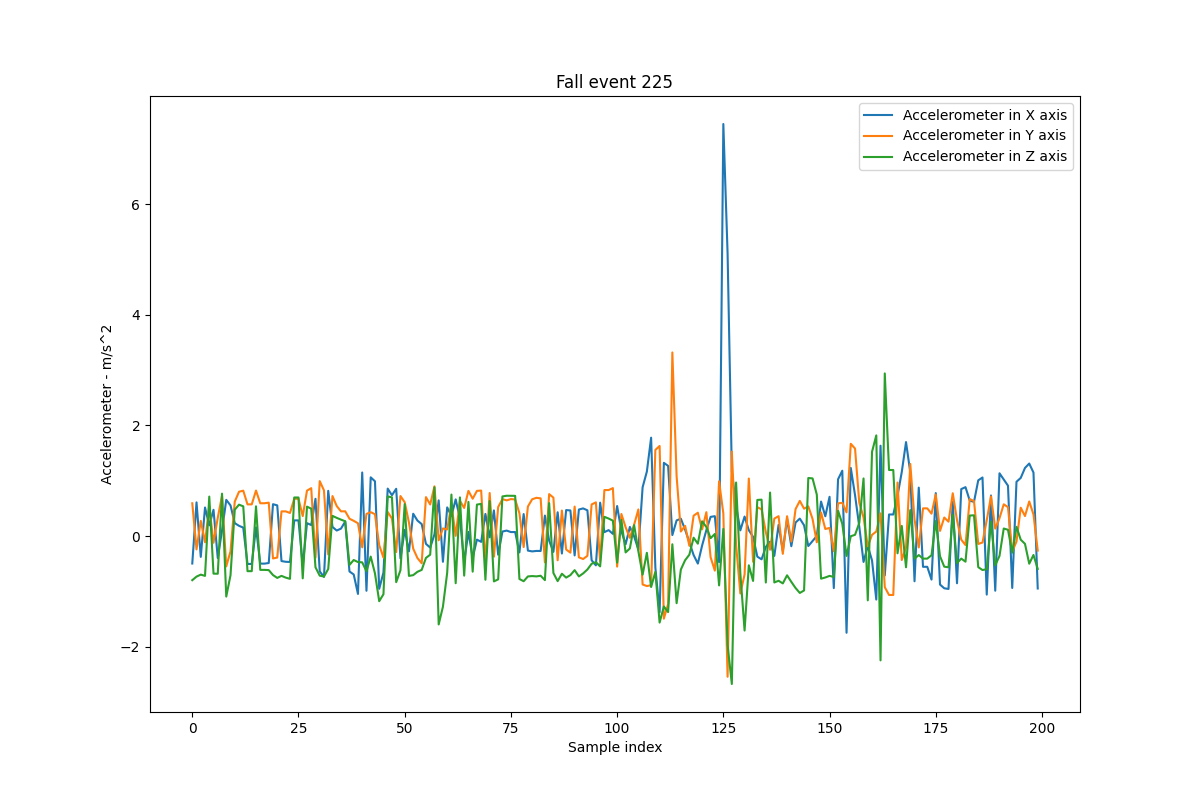 Fall event 225
Accelerometer in X axis
Accelerometer in Y axis
Accelerometer in Z axis
Accelerometer - m/s^2
6
4
2
0
−2
0 25 50 75 100 125 150 175 200
Sample index